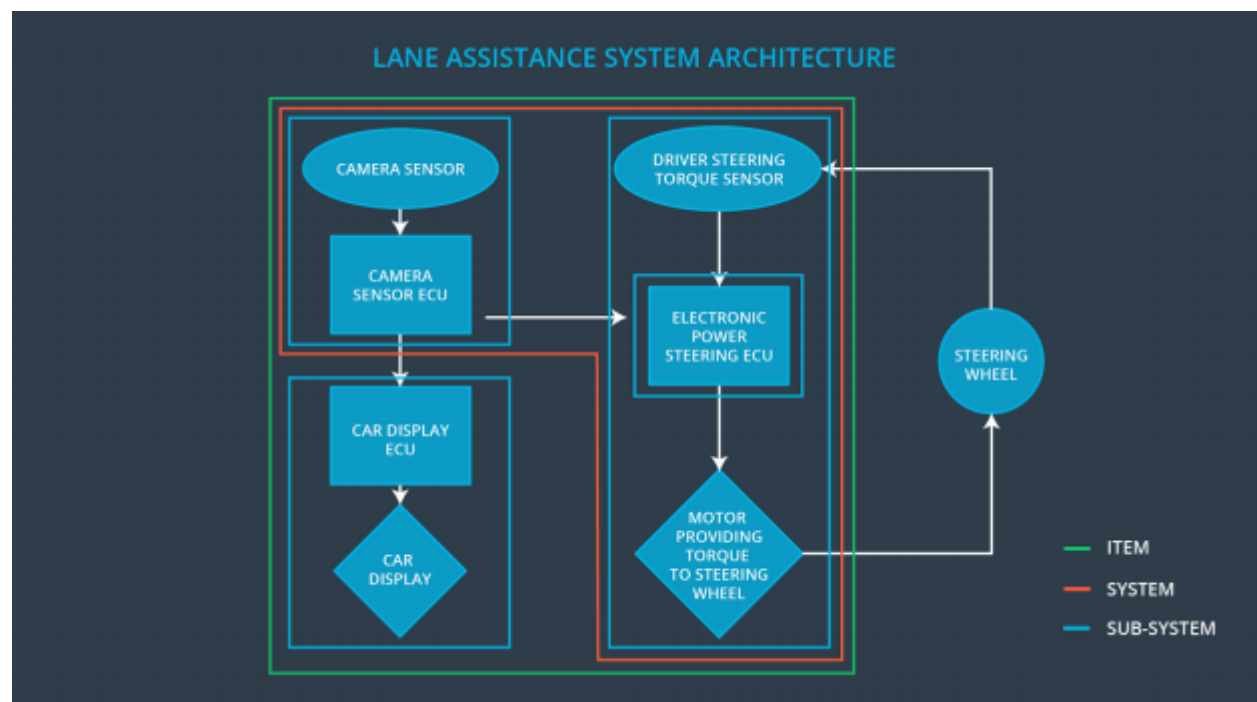 LANE ASSISTANCE SYSTEM ARCHITECTURE
CAMERA SENSOR
CAMERA
SENSOR ECU
CAR DISPLAY
ECU
CAR
DISPLAY
DRIVER STEERING
TORQUE SENSOR
ELECTRONIC
POWER
STEERING ECU
MOTOR
PROVIDING
TORQUE
TO STEERING
WHEEL
STEERING
WHEEL
ITEM
SYSTEM
SUB-SYSTEM